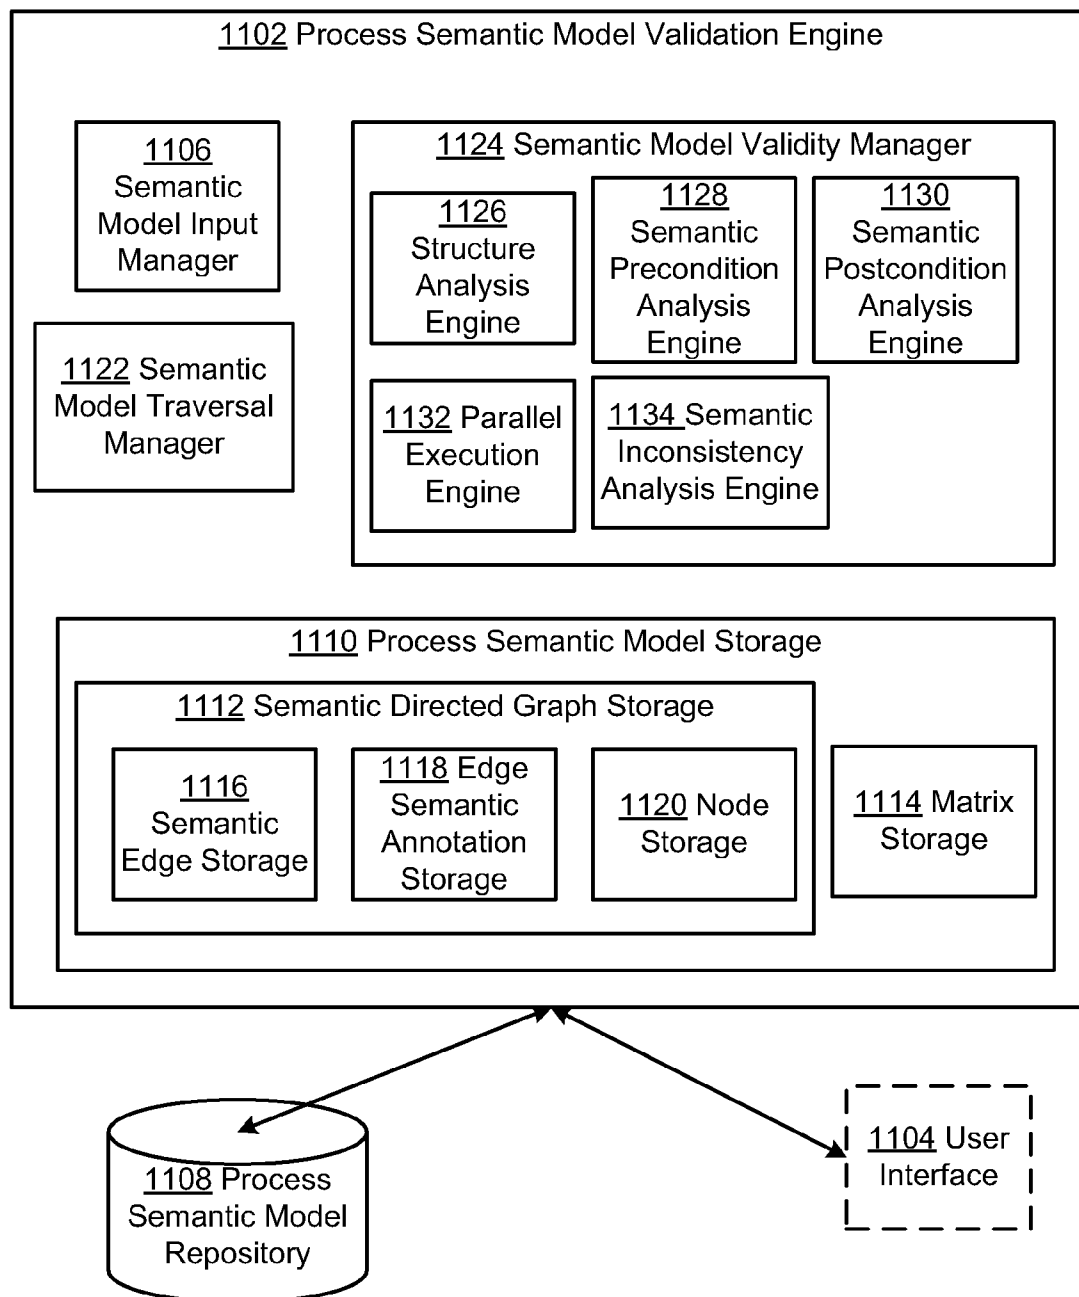 1102 Process Semantic Model Validation Engine
1106
Semantic
Model Input
Manager
1122 Semantic
Model Traversal
Manager
1124 Semantic Model Validity Manager
1126
Structure
Analysis
Engine
1128
Semantic
Precondition
Analysis
Engine
1130
Semantic
Postcondition
Analysis
Engine
1132 Parallel
Execution
Engine
1134 Semantic
Inconsistency
Analysis Engine
1110 Process Semantic Model Storage
1112 Semantic Directed Graph Storage
1116
Semantic
Edge Storage
1118 Edge
Semantic
Annotation
Storage
1120 Node
Storage
1114 Matrix
Storage
1108 Process
Semantic Model
Repository
1104 User
Interface